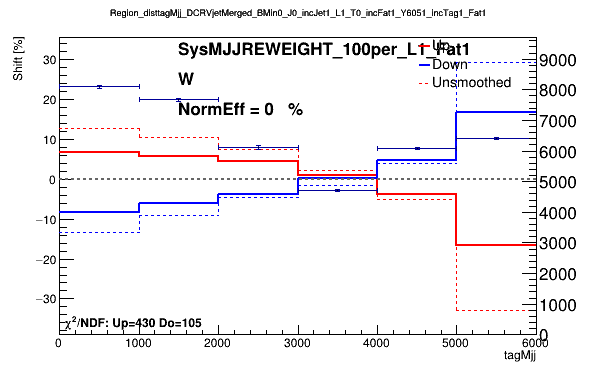 Region_disttagMjj_DCRVjetMerged_BMin0_J0_incJet1_L1_T0_incFat1_Y6051_incTag1_Fat1
Shift [%]
SysMJJREWEIGHT_100per_L1_Fat1
W
NormEff = 0 %
Up
Down
Unsmoothed
30
20
10
0
−10
−20
−30
9000
8000
7000
6000
5000
4000
3000
2000
1000
0
χ²/NDF: Up=430 Do=105
0 1000 2000 3000 4000 5000 6000
tagMjj